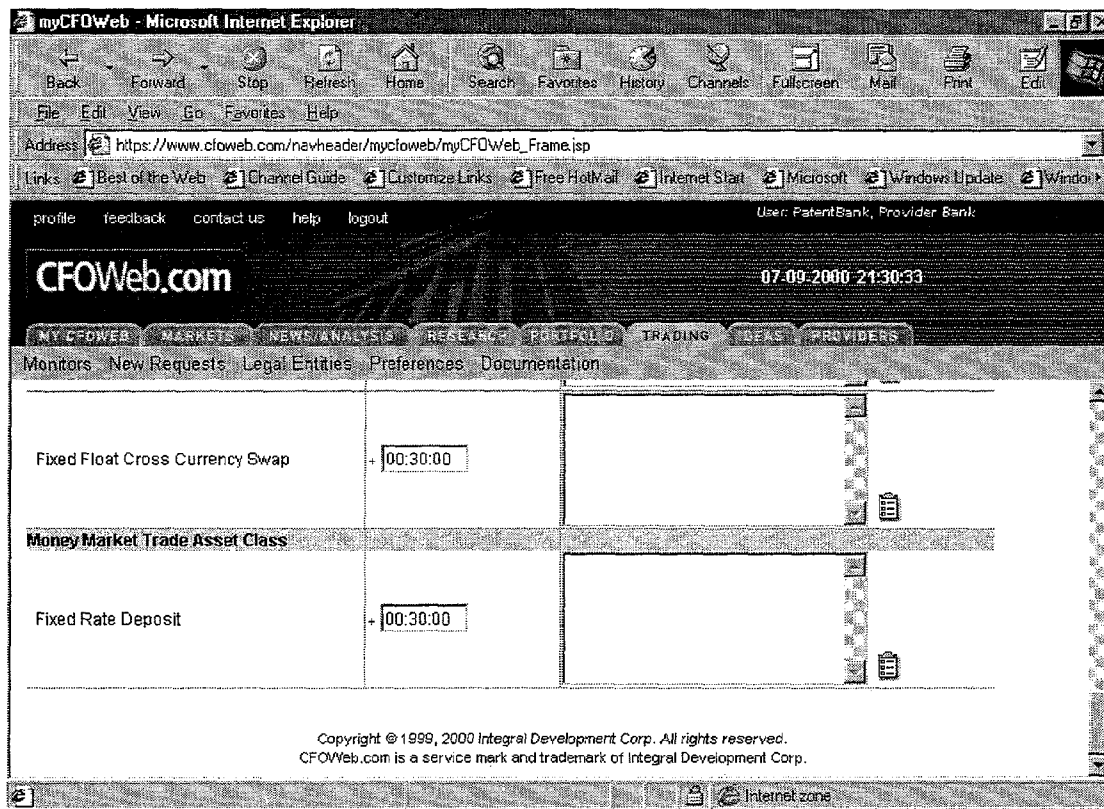 myCFOWeb - Microsoft Internet Explorer
Back Forward Stop Refresh Home Search Favorites History Channels Fullscreen Mail Print Edit
File Edit View Go Favorites Help
Address https://www.cfoweb.com/navheader/mycfoweb/myCFOWeb_Frame.jsp
Links Best of the Web Channel Guide Customize Links Free HotMail Internet Start Microsoft Windows Update Window
profile feedback contact us help logout User: PatentBank, Provider Bank
CFOWeb.com 07-09-2000 21:30:33
MY CFOWEB MARKETS NEWS/ANALYSIS RESEARCH PORTFOLIO TRADING IDEAS PROVIDERS
Monitors New Requests Legal Entities Preferences Documentation
Fixed Float Cross Currency Swap + 00:30:00
Money Market Trade Asset Class
Fixed Rate Deposit + 00:30:00
Copyright © 1999, 2000 Integral Development Corp. All rights reserved.
CFOWeb.com is a service mark and trademark of Integral Development Corp.
Internet zone